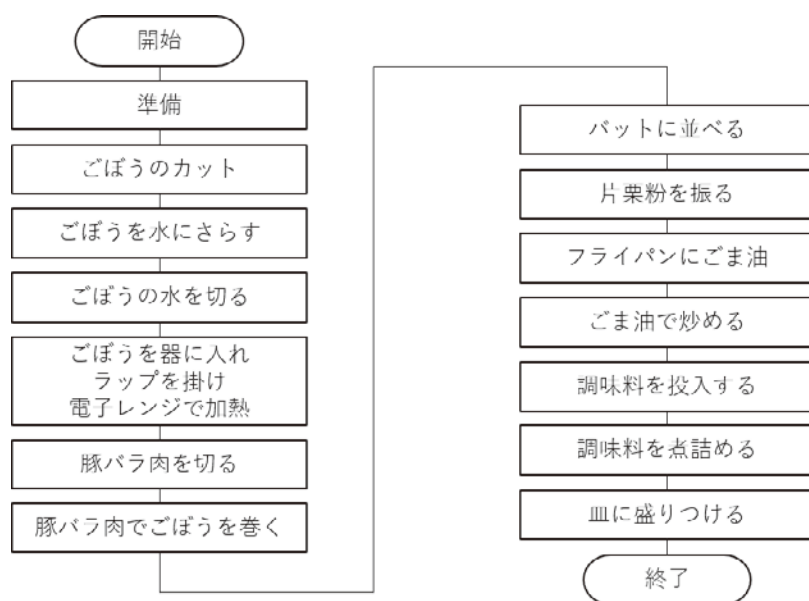 開始
準備
ごぼうのカット
ごぼうを水にさらす
ごぼうの水を切る
ごぼうを器に入れ
ラップを掛け
電子レンジで加熱
豚バラ肉を切る
豚バラ肉でごぼうを巻く
バットに並べる
片栗粉を振る
フライパンにごま油
ごま油で炒める
調味料を投入する
調味料を煮詰める
皿に盛りつける
終了